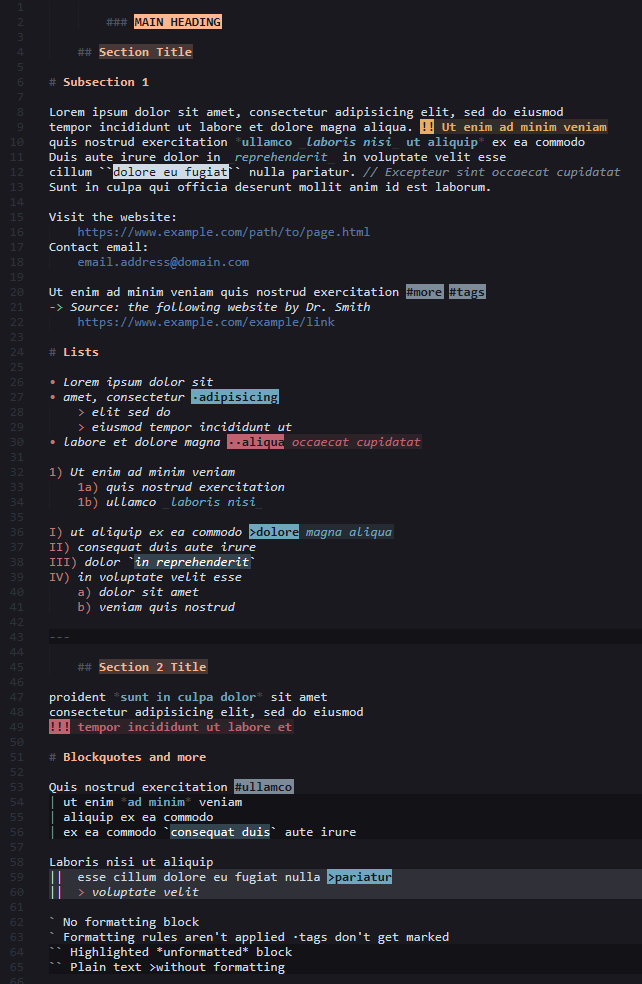 1
2 ### MAIN HEADING
3
4 ## Section Title
5
6 # Subsection 1
7
8 Lorem ipsum dolor sit amet, consectetur adipisicing elit, sed do eiusmod
9 tempor incididunt ut labore et dolore magna aliqua. !! Ut enim ad minim veniam
10 quis nostrud exercitation *ullamco _laboris nisi_ ut aliquip* ex ea commodo
11 Duis aute irure dolor in _reprehenderit_ in voluptate velit esse
12 cillum ``dolore eu fugiat`` nulla pariatur. // Excepteur sint occaecat cupidatat
13 Sunt in culpa qui officia deserunt mollit anim id est laborum.
14
15 Visit the website:
16 https://www.example.com/path/to/page.html
17 Contact email:
18 email.address@domain.com
19
20 Ut enim ad minim veniam quis nostrud exercitation #more #tags
21 -> Source: the following website by Dr. Smith
22 https://www.example.com/example/link
23
24 # Lists
25
26 • Lorem ipsum dolor sit
27 • amet, consectetur ·adipisicing
28 > elit sed do
29 > eiusmod tempor incididunt ut
30 • labore et dolore magna ··aliqua occaecat cupidatat
31
32 1) Ut enim ad minim veniam
33 1a) quis nostrud exercitation
34 1b) ullamco _laboris nisi_
35
36 I) ut aliquip ex ea commodo >dolore magna aliqua
37 II) consequat duis aute irure
38 III) dolor `in reprehenderit`
39 IV) in voluptate velit esse
40 a) dolor sit amet
41 b) veniam quis nostrud
42
43 ---
44
45 ## Section 2 Title
46
47 proident *sunt in culpa dolor* sit amet
48 consectetur adipisicing elit, sed do eiusmod
49 !!! tempor incididunt ut labore et
50
51 # Blockquotes and more
52
53 Quis nostrud exercitation #ullamco
54 | ut enim *ad minim* veniam
55 | aliquip ex ea commodo
56 | ex ea commodo `consequat duis` aute irure
57
58 Laboris nisi ut aliquip
59 || esse cillum dolore eu fugiat nulla >pariatur
60 || > voluptate velit
61
62 ` No formatting block
63 ` Formatting rules aren't applied ·tags don't get marked
64 `` Highlighted *unformatted* block
65 `` Plain text >without formatting
66